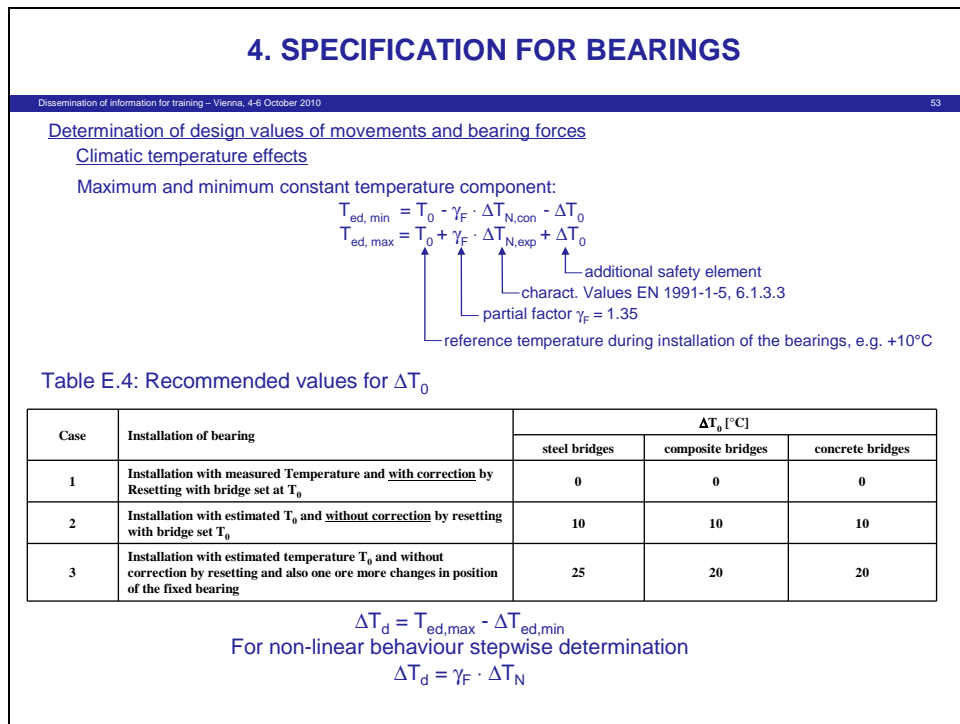 4. SPECIFICATION FOR BEARINGS
Dissemination of information for training – Vienna, 4-6 October 2010 53
Determination of design values of movements and bearing forces
Climatic temperature effects
Maximum and minimum constant temperature component:
T_ed, min = T_0 - γ_F · ΔT_N,con - ΔT_0
T_ed, max = T_0 + γ_F · ΔT_N,exp + ΔT_0
additional safety element
charact. Values EN 1991-1-5, 6.1.3.3
partial factor γ_F = 1.35
reference temperature during installation of the bearings, e.g. +10°C
Table E.4: Recommended values for ΔT_0
Case Installation of bearing ΔT_0 [°C]
steel bridges composite bridges concrete bridges
1 Installation with measured Temperature and with correction by 0 0 0
Resetting with bridge set at T_0
2 Installation with estimated T_0 and without correction by resetting 10 10 10
with bridge set T_0
3 Installation with estimated temperature T_0 and without
correction by resetting and also one ore more changes in position 25 20 20
of the fixed bearing
ΔT_d = T_ed,max - ΔT_ed,min
For non-linear behaviour stepwise determination
ΔT_d = γ_F · ΔT_N